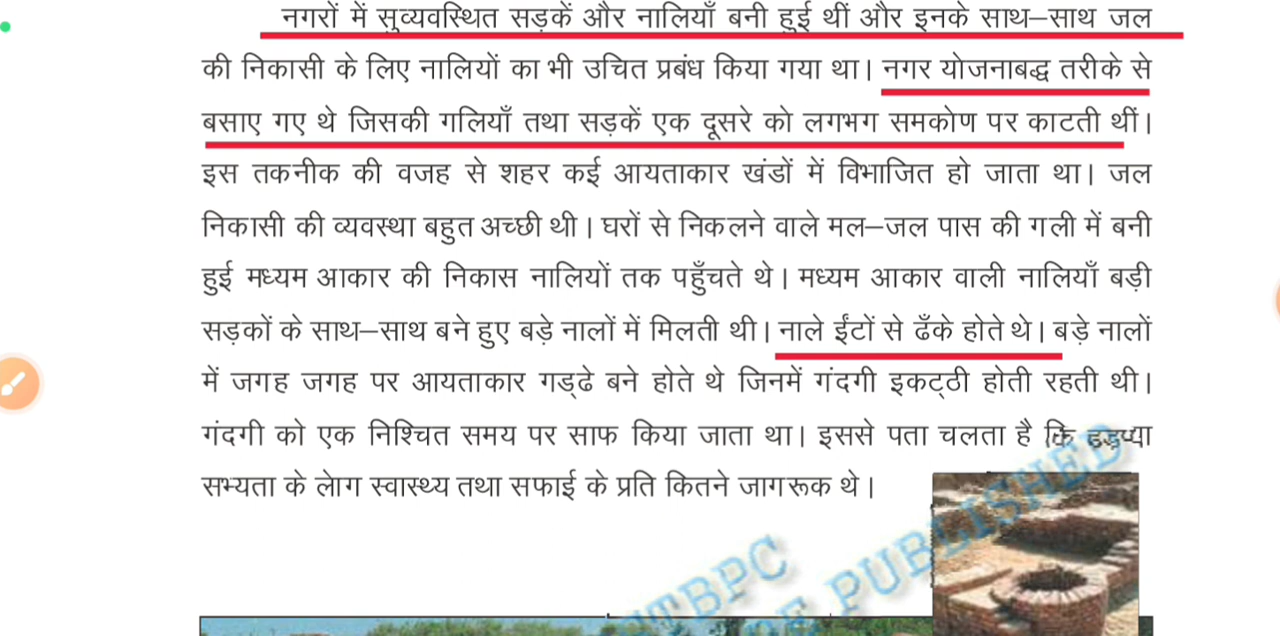 नगरों में सुव्यवस्थित सड़कें और नालियाँ बनी हुई थीं और इनके साथ–साथ जल
की निकासी के लिए नालियों का भी उचित प्रबंध किया गया था। नगर योजनाबद्ध तरीके से
बसाए गए थे जिसकी गलियाँ तथा सड़कें एक दूसरे को लगभग समकोण पर काटती थीं।
इस तकनीक की वजह से शहर कई आयताकार खंडों में विभाजित हो जाता था। जल
निकासी की व्यवस्था बहुत अच्छी थी। घरों से निकलने वाले मल–जल पास की गली में बनी
हुई मध्यम आकार की निकास नालियों तक पहुँचते थे। मध्यम आकार वाली नालियाँ बड़ी
सड़कों के साथ–साथ बने हुए बड़े नालों में मिलती थी। नाले ईंटों से ढँके होते थे। बड़े नालों
में जगह जगह पर आयताकार गड्ढे बने होते थे जिनमें गंदगी इकट्ठी होती रहती थी।
गंदगी को एक निश्चित समय पर साफ किया जाता था। इससे पता चलता है कि हड़प्पा
सभ्यता के लेाग स्वास्थ्य तथा सफाई के प्रति कितने जागरूक थे।
TBPC
PUBLISHED